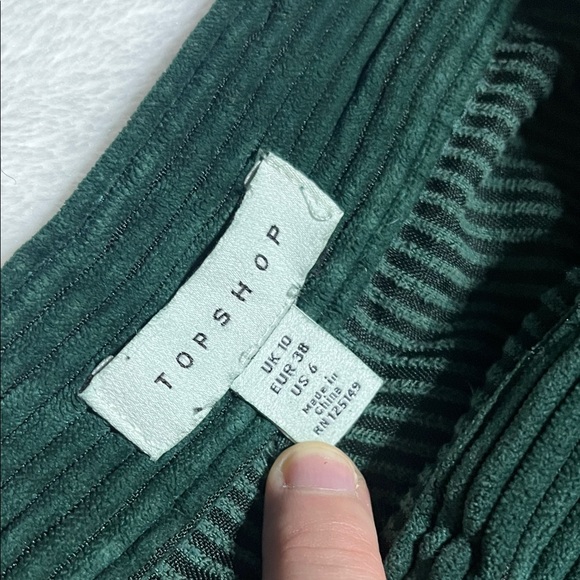 TOPSHOP
UK 10
EUR 38
US 6
Made in
China
RN125149